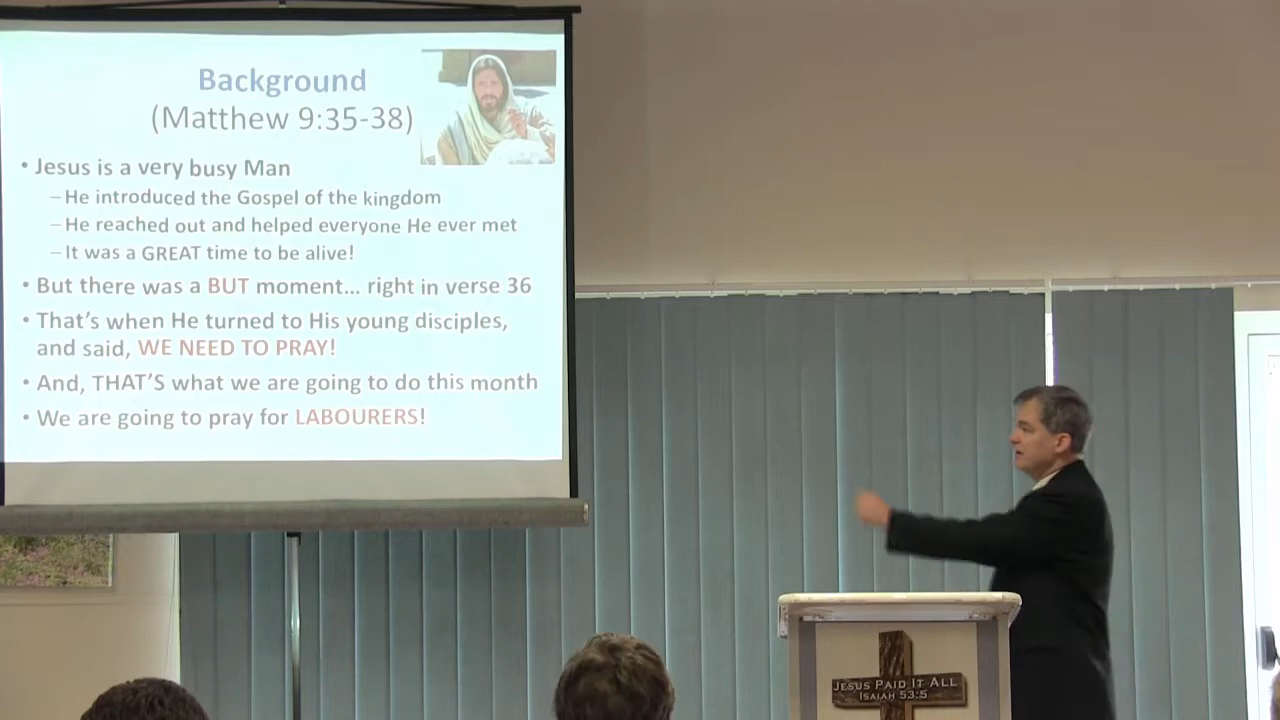 Background
(Matthew 9:35-38)
• Jesus is a very busy Man
– He introduced the Gospel of the kingdom
– He reached out and helped everyone He ever met
– It was a GREAT time to be alive!
• But there was a BUT moment... right in verse 36
• That's when He turned to His young disciples,
and said, WE NEED TO PRAY!
• And, THAT'S what we are going to do this month
• We are going to pray for LABOURERS!
JESUS PAID IT ALL
ISAIAH 53:5